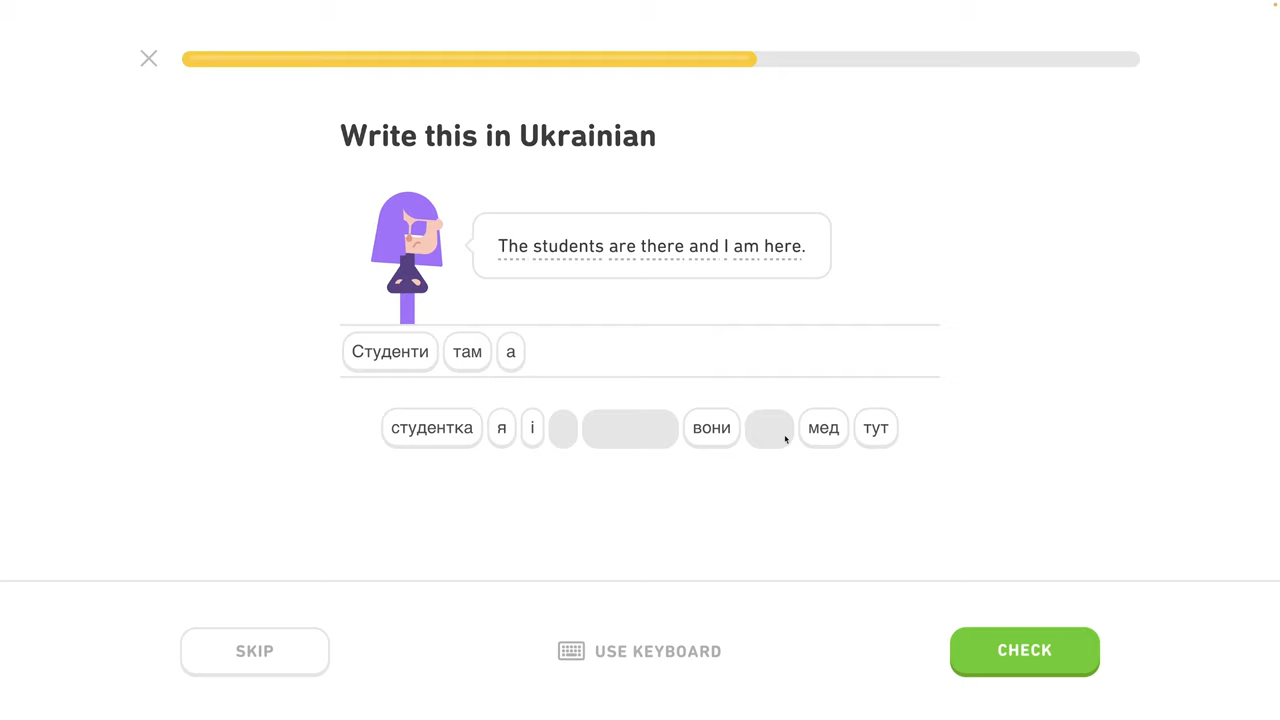 Write this in Ukrainian
The students are there and I am here.
Студенти там а
студентка я і вони мед тут
SKIP
USE KEYBOARD
CHECK